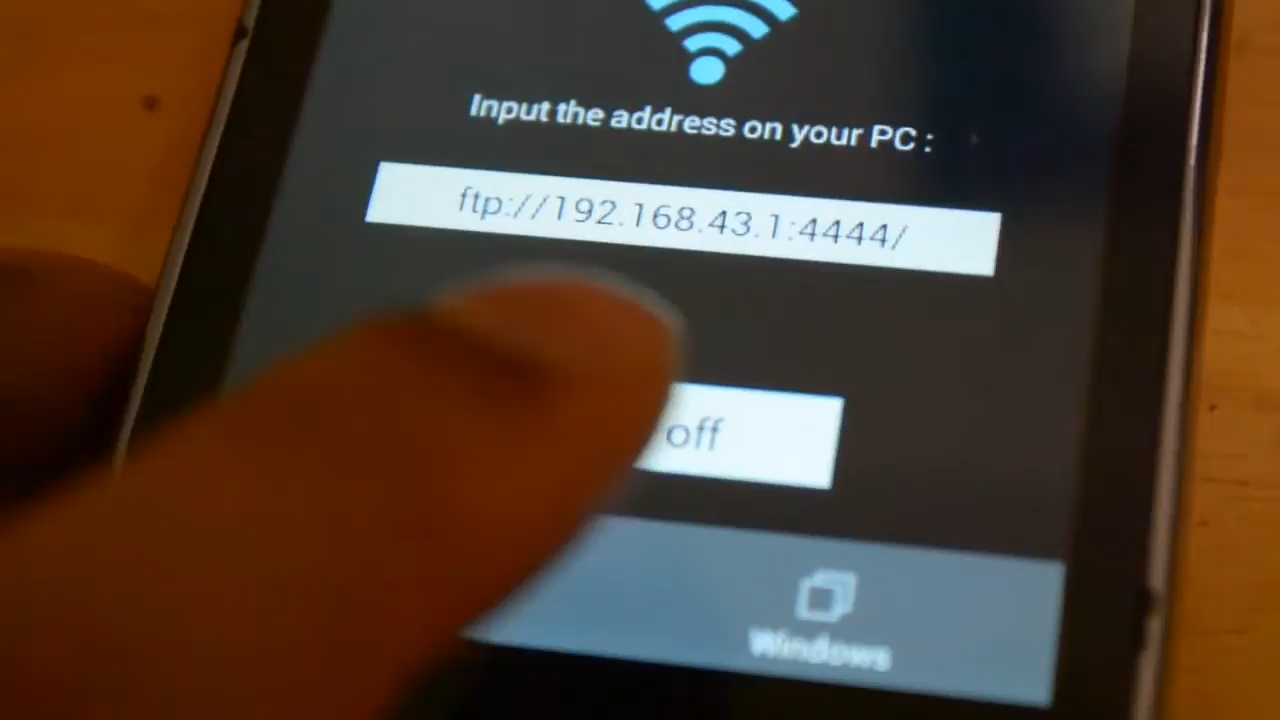 Input the address on your PC :
ftp://192.168.43.1:4444/
off
Windows